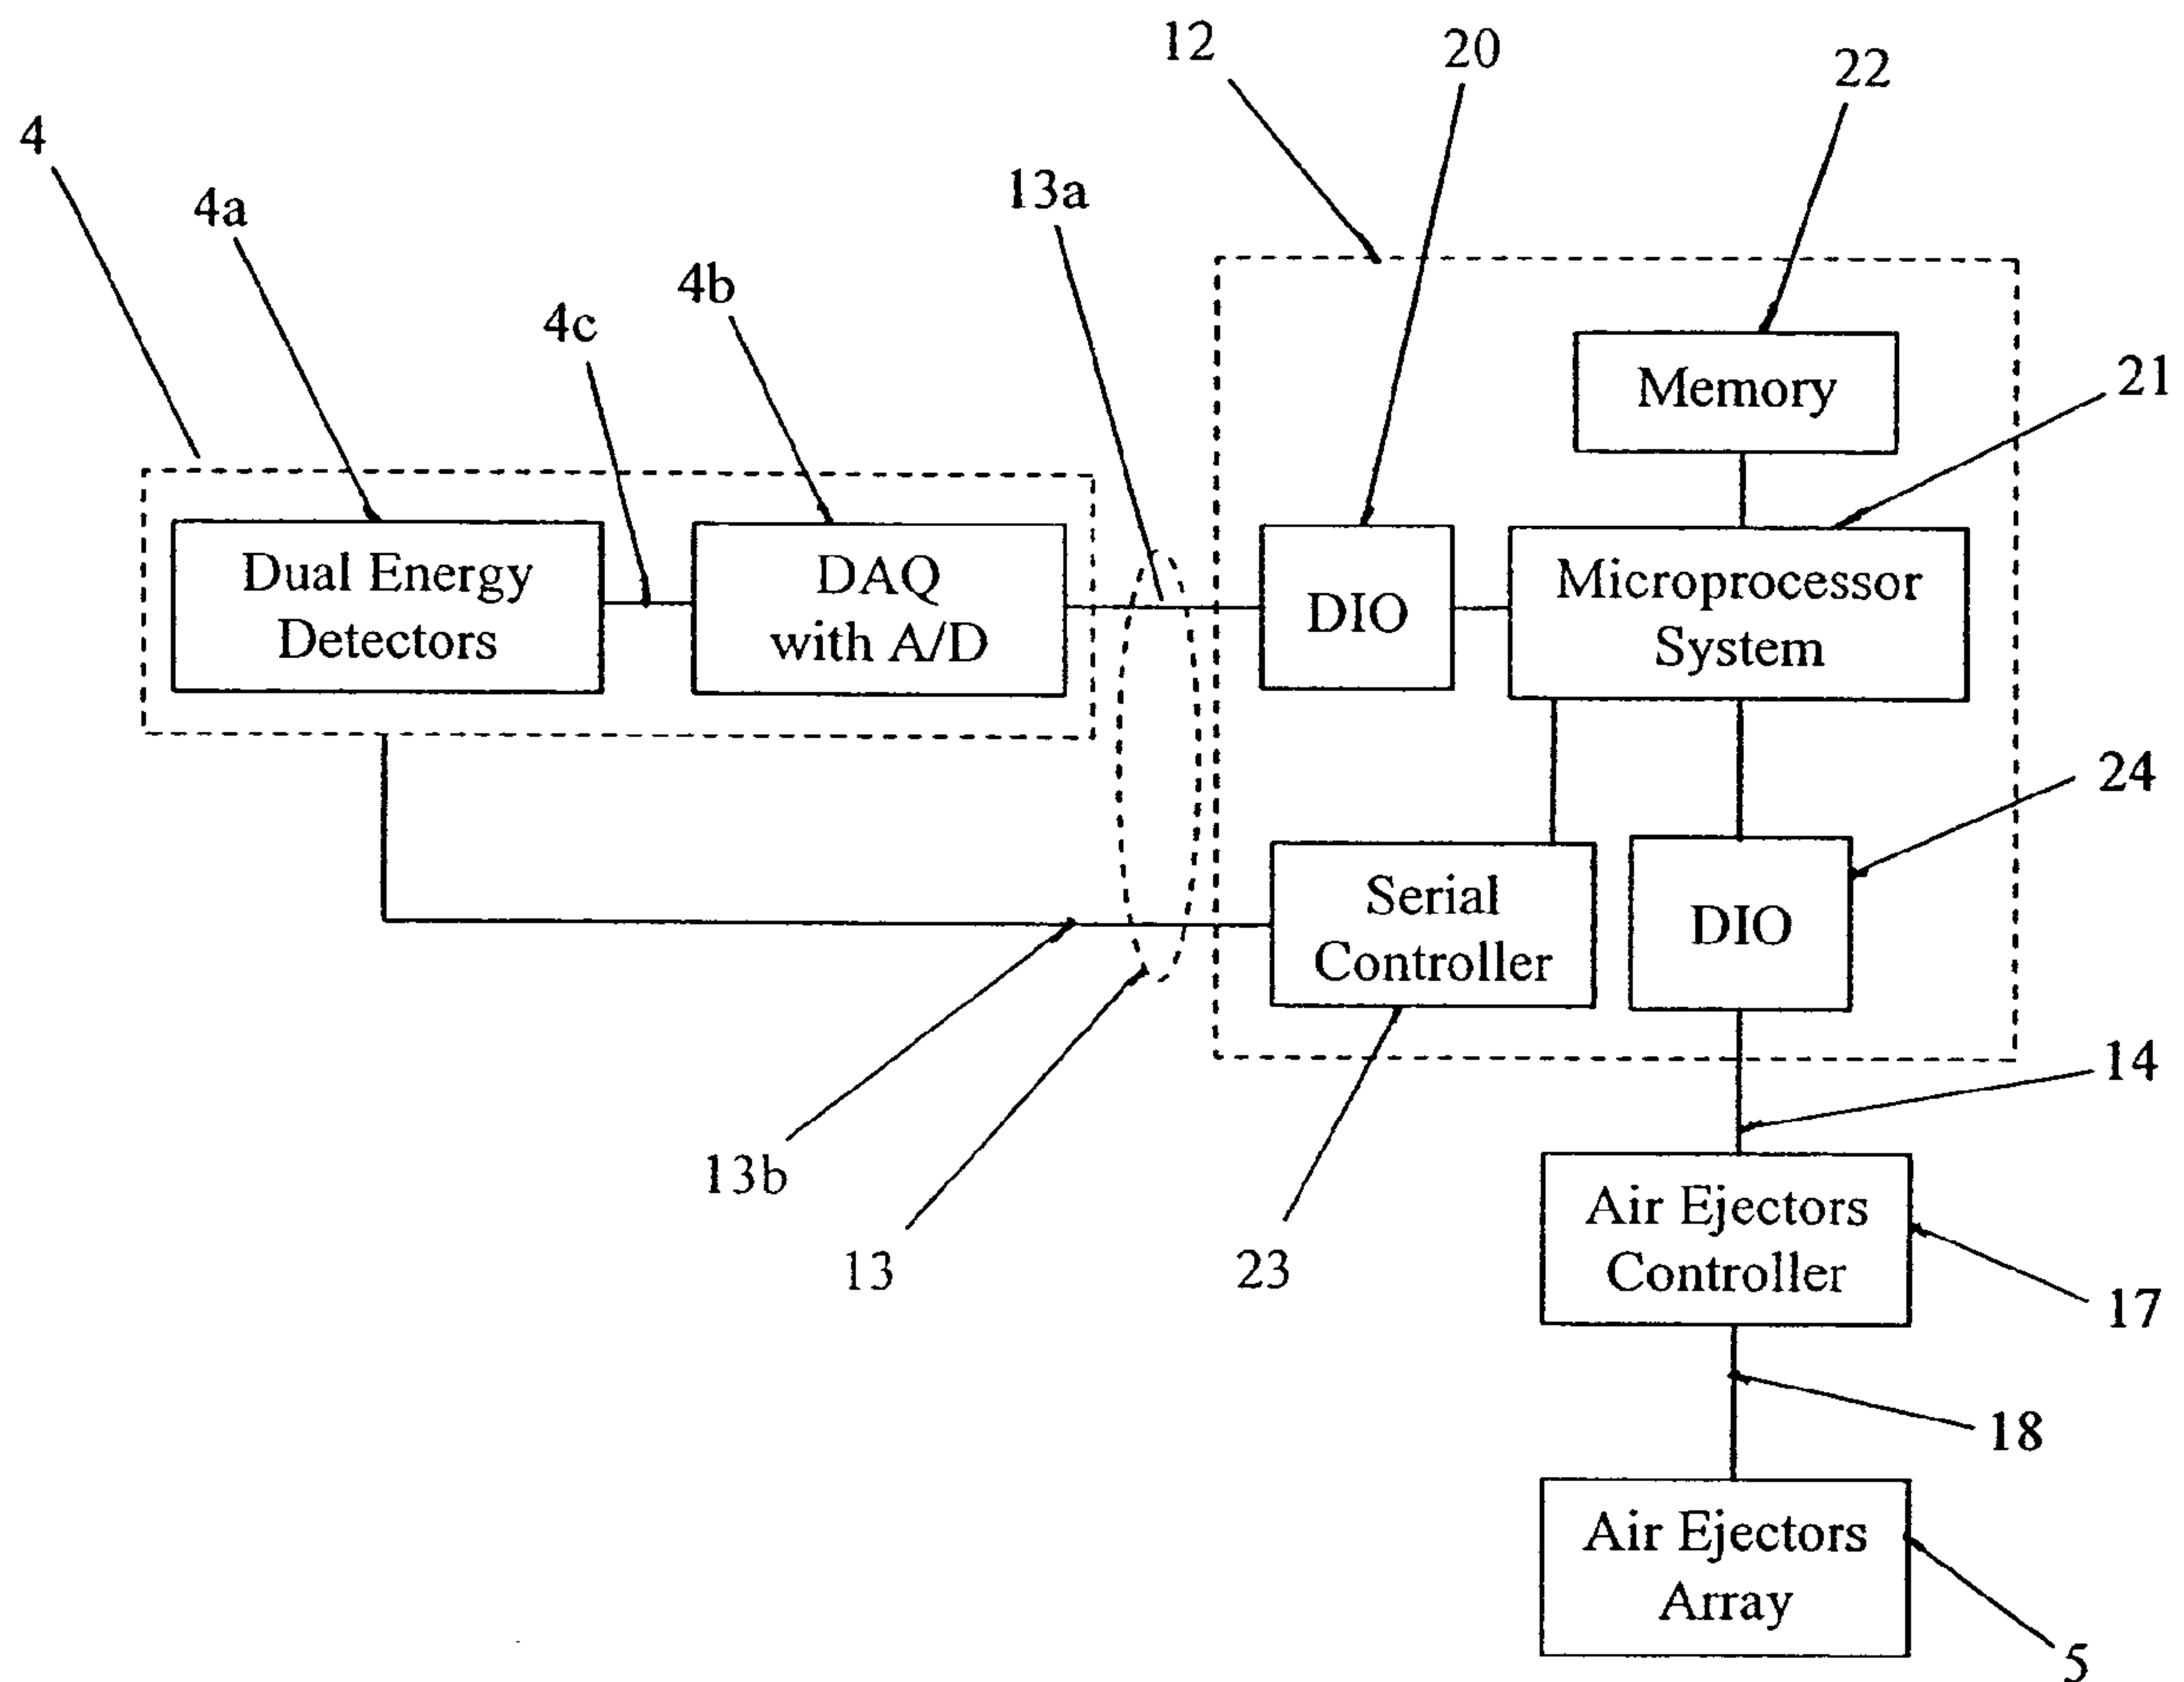 12
20
22
4
4a
13a
4b
4c
21
Memory
Dual Energy
Detectors
DAQ
with A/D
DIO
Microprocessor
System
24
Serial
Controller
DIO
14
13b
13
23
Air Ejectors
Controller
17
18
Air Ejectors
Array
5